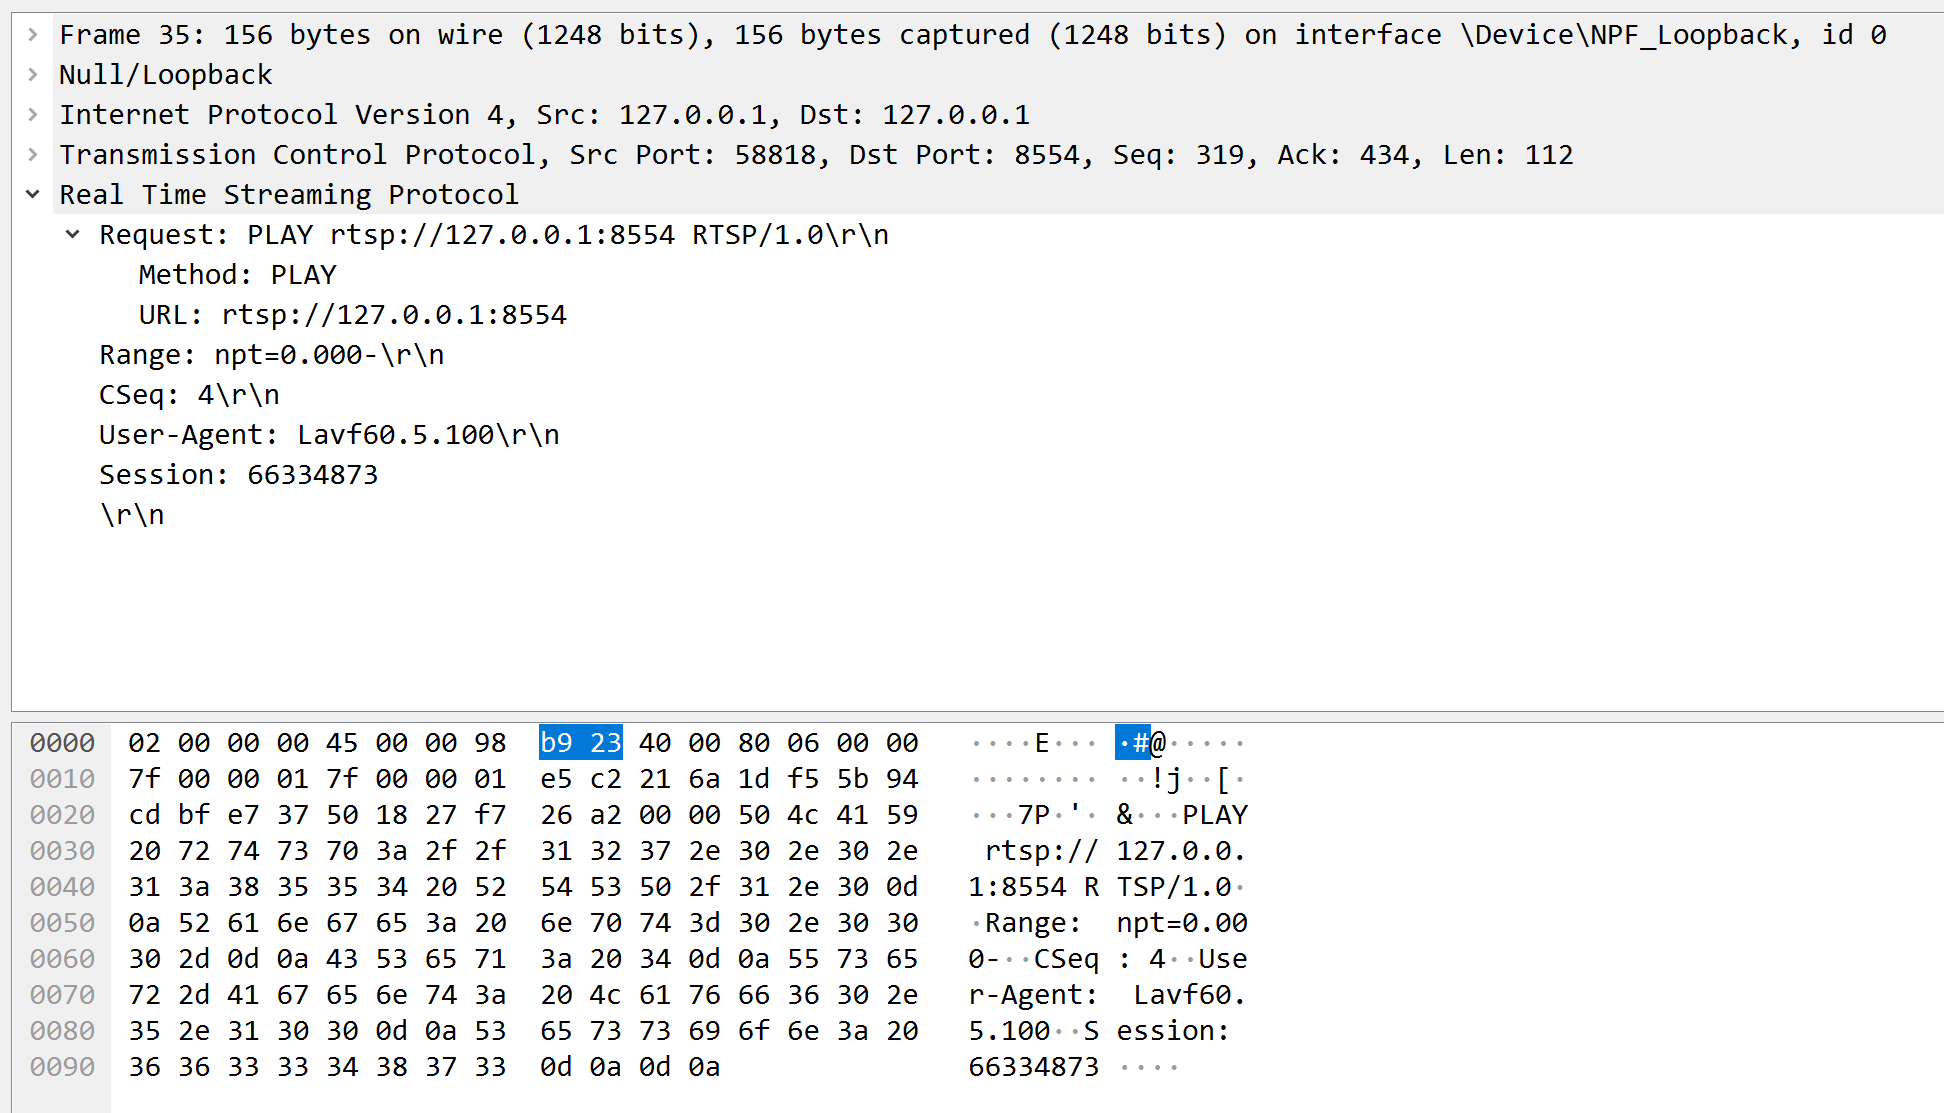 Frame 35: 156 bytes on wire (1248 bits), 156 bytes captured (1248 bits) on interface \Device\NPF_Loopback, id 0
Null/Loopback
Internet Protocol Version 4, Src: 127.0.0.1, Dst: 127.0.0.1
Transmission Control Protocol, Src Port: 58818, Dst Port: 8554, Seq: 319, Ack: 434, Len: 112
Real Time Streaming Protocol
Request: PLAY rtsp://127.0.0.1:8554 RTSP/1.0\r\n
Method: PLAY
URL: rtsp://127.0.0.1:8554
Range: npt=0.000-\r\n
CSeq: 4\r\n
User-Agent: Lavf60.5.100\r\n
Session: 66334873
\r\n
0000 02 00 00 00 45 00 00 98 b9 23 40 00 80 06 00 00 ····E··· ·#@·····
0010 7f 00 00 01 7f 00 00 01 e5 c2 21 6a 1d f5 5b 94 ········ ··!j··[·
0020 cd bf e7 37 50 18 27 f7 26 a2 00 00 50 4c 41 59 ···7P·'· &···PLAY
0030 20 72 74 73 70 3a 2f 2f 31 32 37 2e 30 2e 30 2e rtsp:// 127.0.0.
0040 31 3a 38 35 35 34 20 52 54 53 50 2f 31 2e 30 0d 1:8554 R TSP/1.0·
0050 0a 52 61 6e 67 65 3a 20 6e 70 74 3d 30 2e 30 30 ·Range: npt=0.00
0060 30 2d 0d 0a 43 53 65 71 3a 20 34 0d 0a 55 73 65 0-··CSeq : 4··Use
0070 72 2d 41 67 65 6e 74 3a 20 4c 61 76 66 36 30 2e r-Agent: Lavf60.
0080 35 2e 31 30 30 0d 0a 53 65 73 73 69 6f 6e 3a 20 5.100··S ession:
0090 36 36 33 33 34 38 37 33 0d 0a 0d 0a 66334873 ····